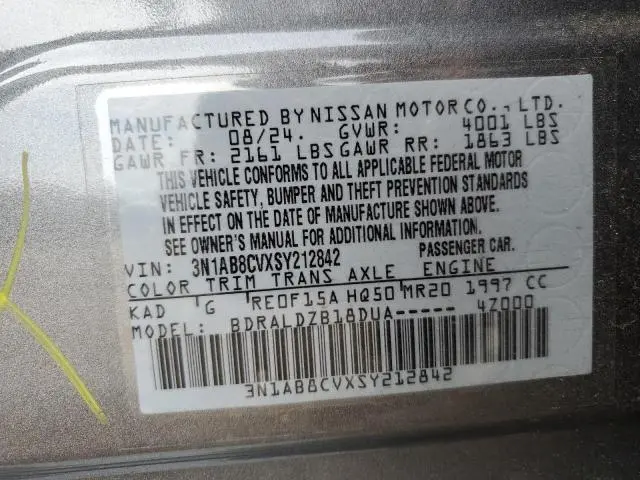 MANUFACTURED BY NISSAN MOTOR CO., LTD.
DATE: 08/24. GVWR: 4001 LBS
GAWR FR: 2161 LBS GAWR RR: 1863 LBS
THIS VEHICLE CONFORMS TO ALL APPLICABLE FEDERAL MOTOR
VEHICLE SAFETY, BUMPER AND THEFT PREVENTION STANDARDS
IN EFFECT ON THE DATE OF MANUFACTURE SHOWN ABOVE.
SEE OWNER'S MANUAL FOR ADDITIONAL INFORMATION.
VIN: 3N1AB8CVXSY212842 PASSENGER CAR.
COLOR TRIM TRANS AXLE ENGINE
KAD G RE0F15A HQ50 MR20 1997 CC
MODEL: BDRALDZB18DUA----- 4Z000
3N1AB8CVXSY212842